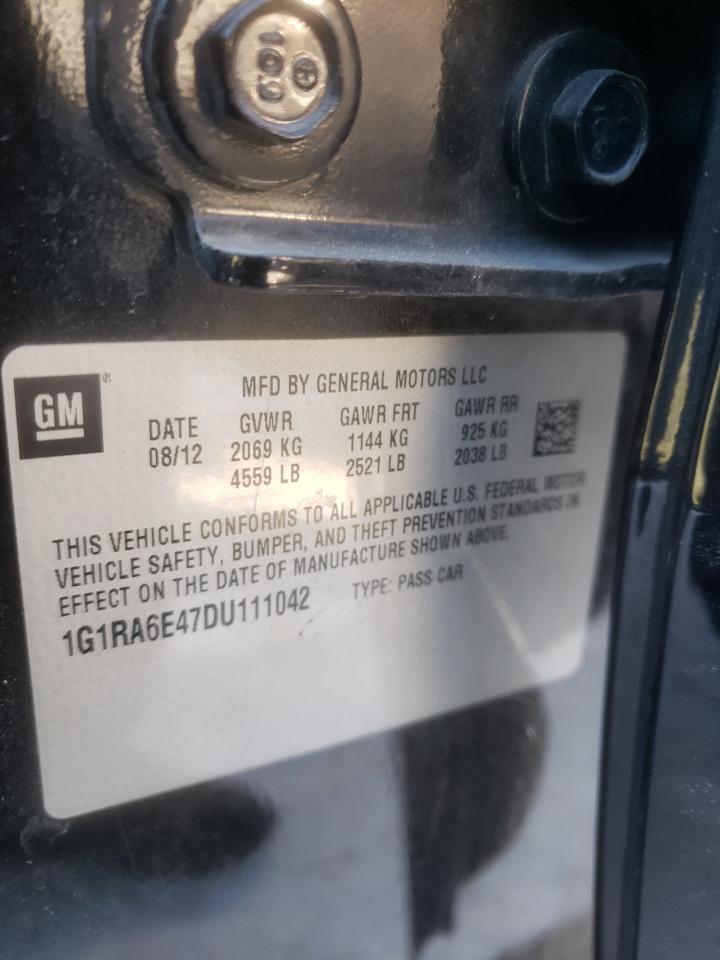 109
GM
®
MFD BY GENERAL MOTORS LLC
DATE GVWR GAWR FRT GAWR RR
08/12 2069 KG 1144 KG 925 KG
4559 LB 2521 LB 2038 LB
THIS VEHICLE CONFORMS TO ALL APPLICABLE U.S. FEDERAL MOTOR
VEHICLE SAFETY, BUMPER, AND THEFT PREVENTION STANDARDS IN
EFFECT ON THE DATE OF MANUFACTURE SHOWN ABOVE.
1G1RA6E47DU111042 TYPE: PASS CAR